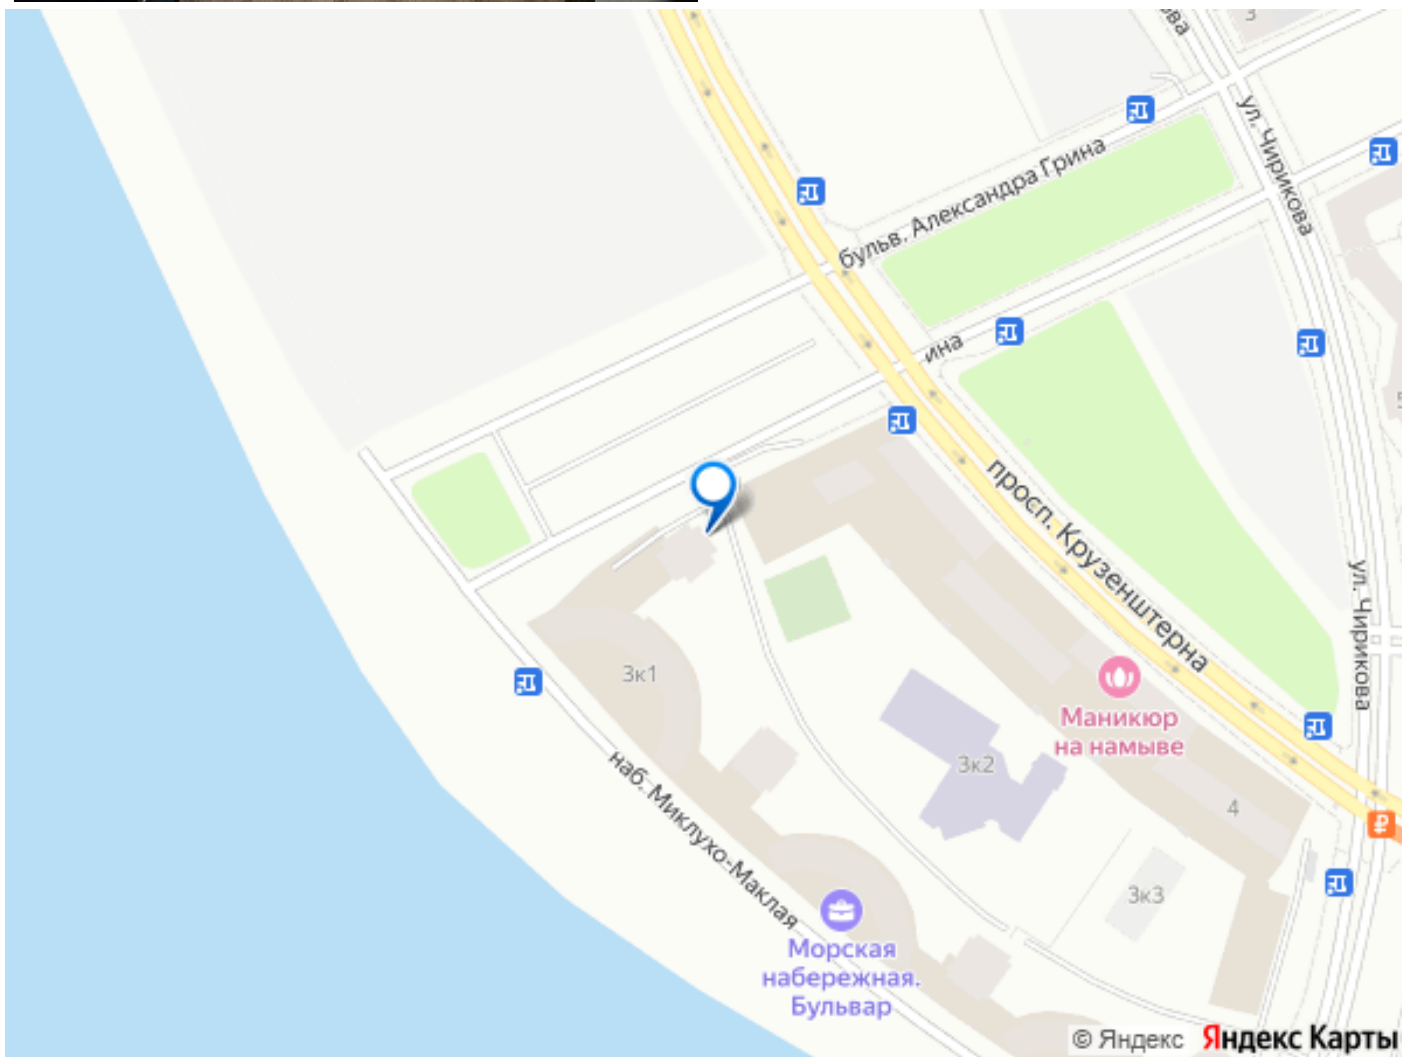 3
ул. Чирикова
бульв. Александра Грина
ина
просп. Крузенштерна
ул. Чирикова
3к1
Маникюр
на намыве
3к2
4
наб. Миклухо-Маклая
3к3
Морская
набережная.
Бульвар
© Яндекс Яндекс Карты